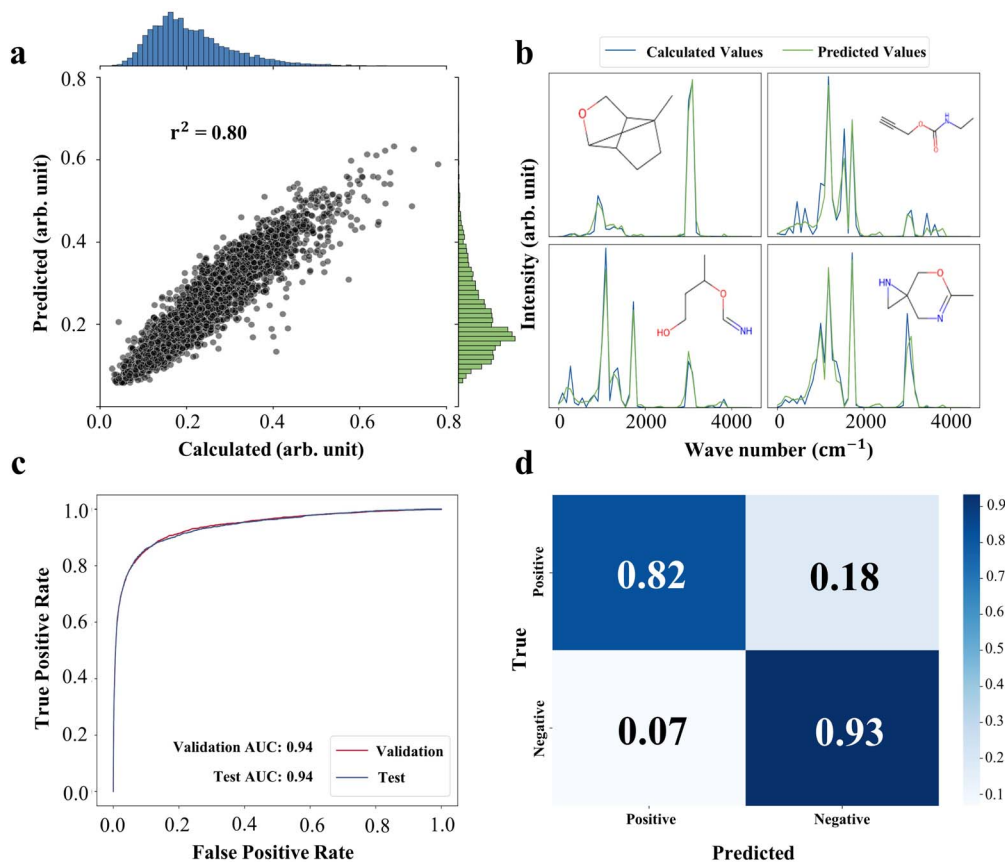 a
r² = 0.80
Predicted (arb. unit)
0.8
0.6
0.4
0.2
0.0
0.0 0.2 0.4 0.6 0.8
Calculated (arb. unit)
b
Calculated Values Predicted Values
Intensity (arb. unit)
O
O
O
H
N
HO
O
NH
HN
O
N
0 2000 4000 0 2000 4000
Wave number (cm⁻¹)
c
True Positive Rate
1.0
0.8
0.6
0.4
0.2
0.0
Validation AUC: 0.94
Test AUC: 0.94
Validation
Test
0.0 0.2 0.4 0.6 0.8 1.0
False Positive Rate
d
True
Positive
Negative
0.82 0.18
0.07 0.93
Positive Negative
Predicted
0.9
0.8
0.7
0.6
0.5
0.4
0.3
0.2
0.1